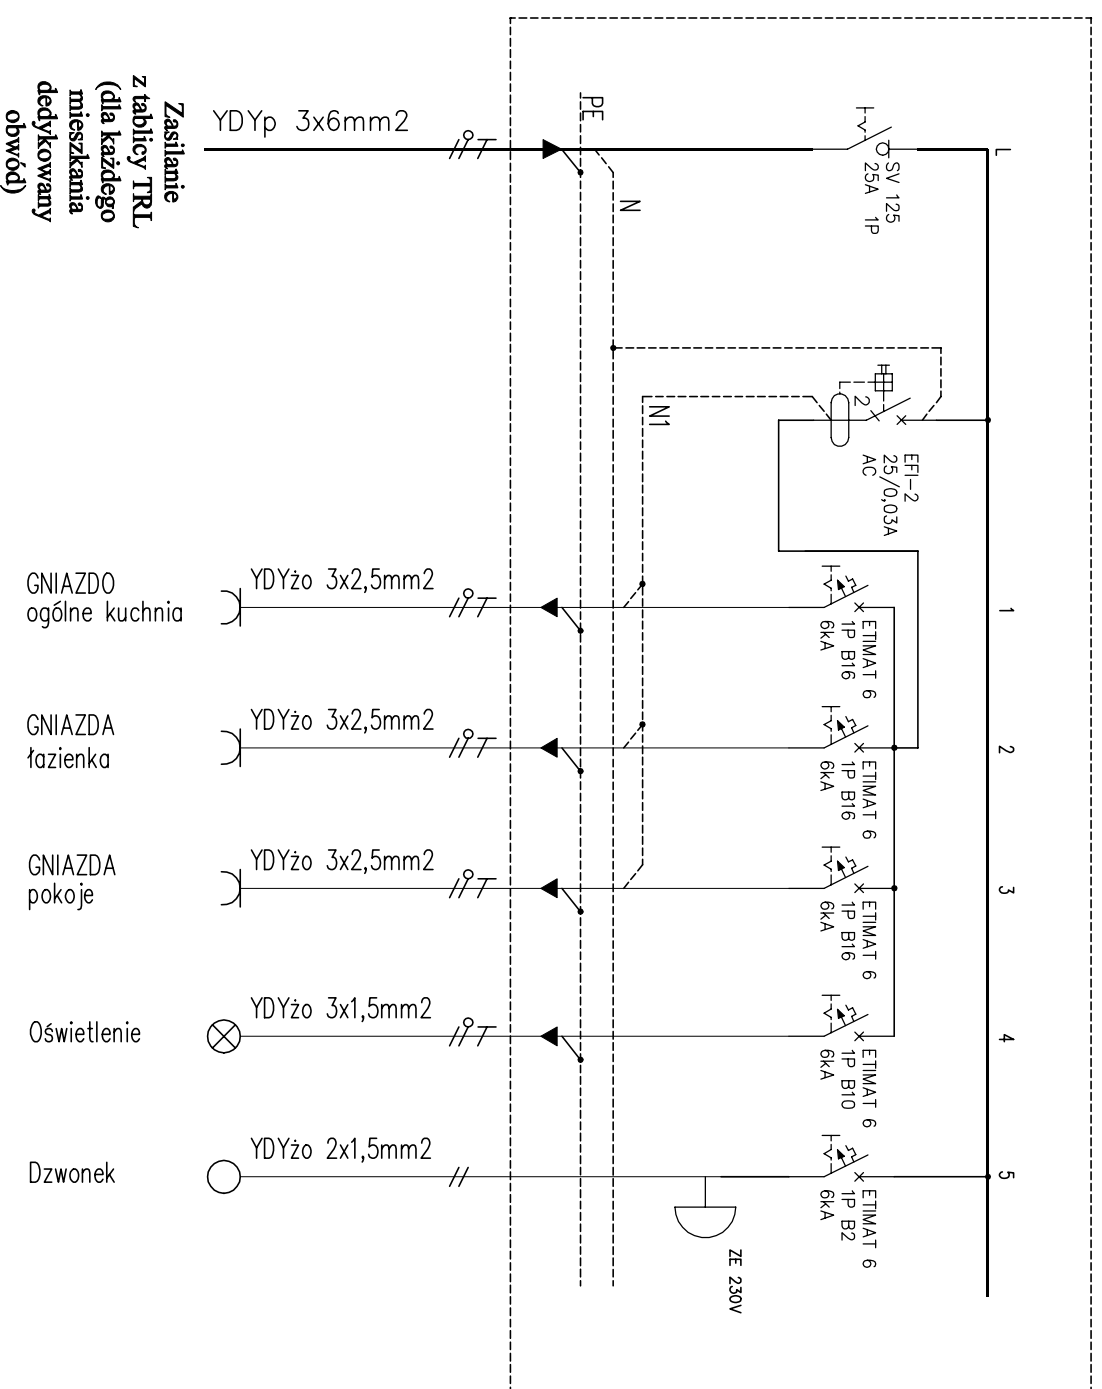 Zasilanie
z tablicy TRL
(dla każdego
mieszkania
dedykowany
obwód)
YDYp 3x6mm2
PE
N
L
SV 125
25A 1P
N1
2
EFI-2
25/0,03A
AC
GNIAZDO
ogólne kuchnia
YDYżo 3x2,5mm2
ETIMAT 6
1P B16
6kA
1
GNIAZDA
łazienka
YDYżo 3x2,5mm2
ETIMAT 6
1P B16
6kA
2
GNIAZDA
pokoje
YDYżo 3x2,5mm2
ETIMAT 6
1P B16
6kA
3
Oświetlenie
YDYżo 3x1,5mm2
ETIMAT 6
1P B10
6kA
4
Dzwonek
YDYżo 2x1,5mm2
ETIMAT 6
1P B2
6kA
5
ZE 230V